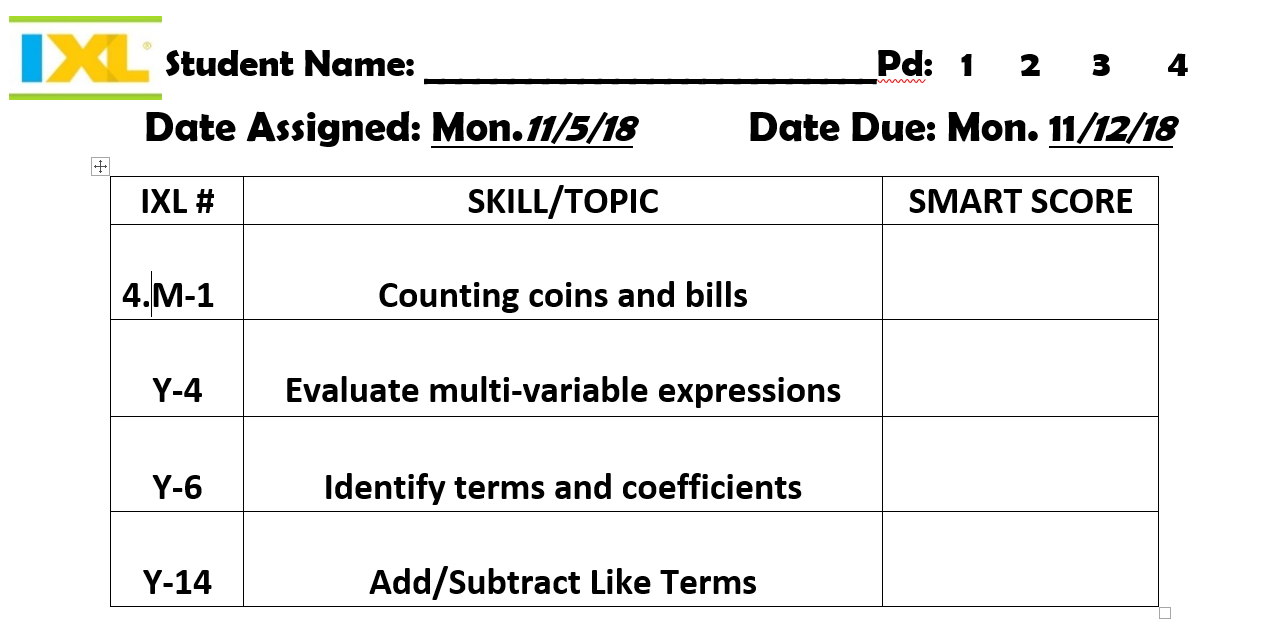 IXL® Student Name: ______________________________Pd: 1 2 3 4
Date Assigned: Mon.11/5/18 Date Due: Mon. 11/12/18
IXL # SKILL/TOPIC SMART SCORE
4.M-1 Counting coins and bills
Y-4 Evaluate multi-variable expressions
Y-6 Identify terms and coefficients
Y-14 Add/Subtract Like Terms